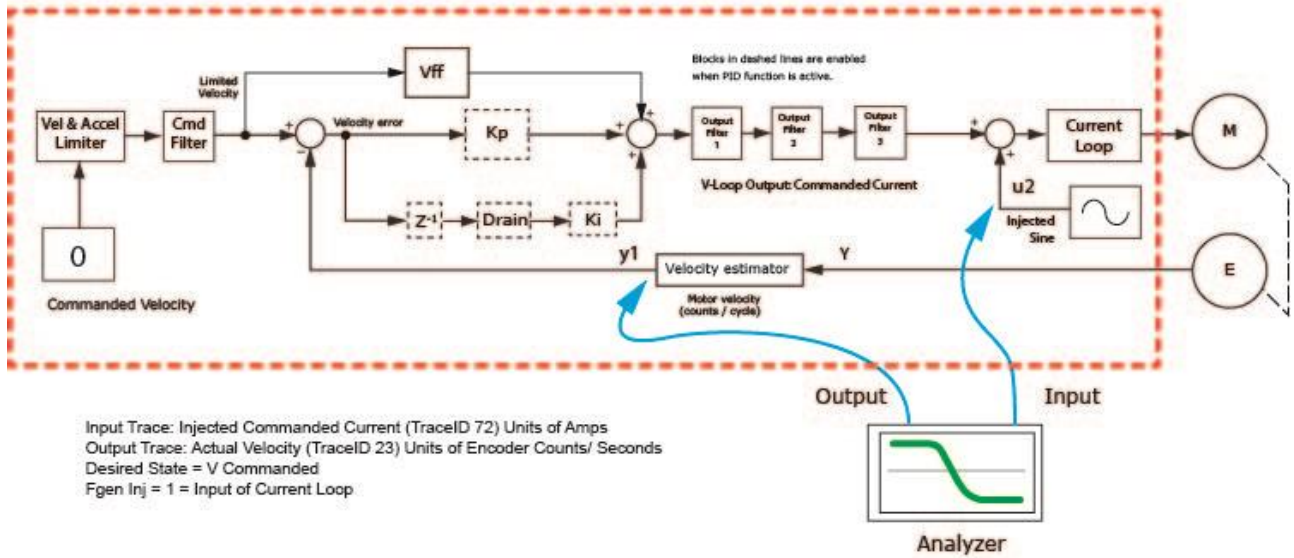 Vff
Blocks in dashed lines are enabled
when PID function is active.
Limited
Velocity
Vel & Accel
Limiter
Cmd
Filter
+
−
Velocity error
Kp
+
+
+
Output
Filter
1
Output
Filter
2
Output
Filter
3
+
+
Current
Loop
M
V-Loop Output: Commanded Current
u2
Injected
Sine
Z-1
Drain
Ki
0
Commanded Velocity
y1
Velocity estimator
Y
E
Motor velocity
(counts / cycle)
Output
Input
Input Trace: Injected Commanded Current (TraceID 72) Units of Amps
Output Trace: Actual Velocity (TraceID 23) Units of Encoder Counts/ Seconds
Desired State = V Commanded
Fgen Inj = 1 = Input of Current Loop
Analyzer